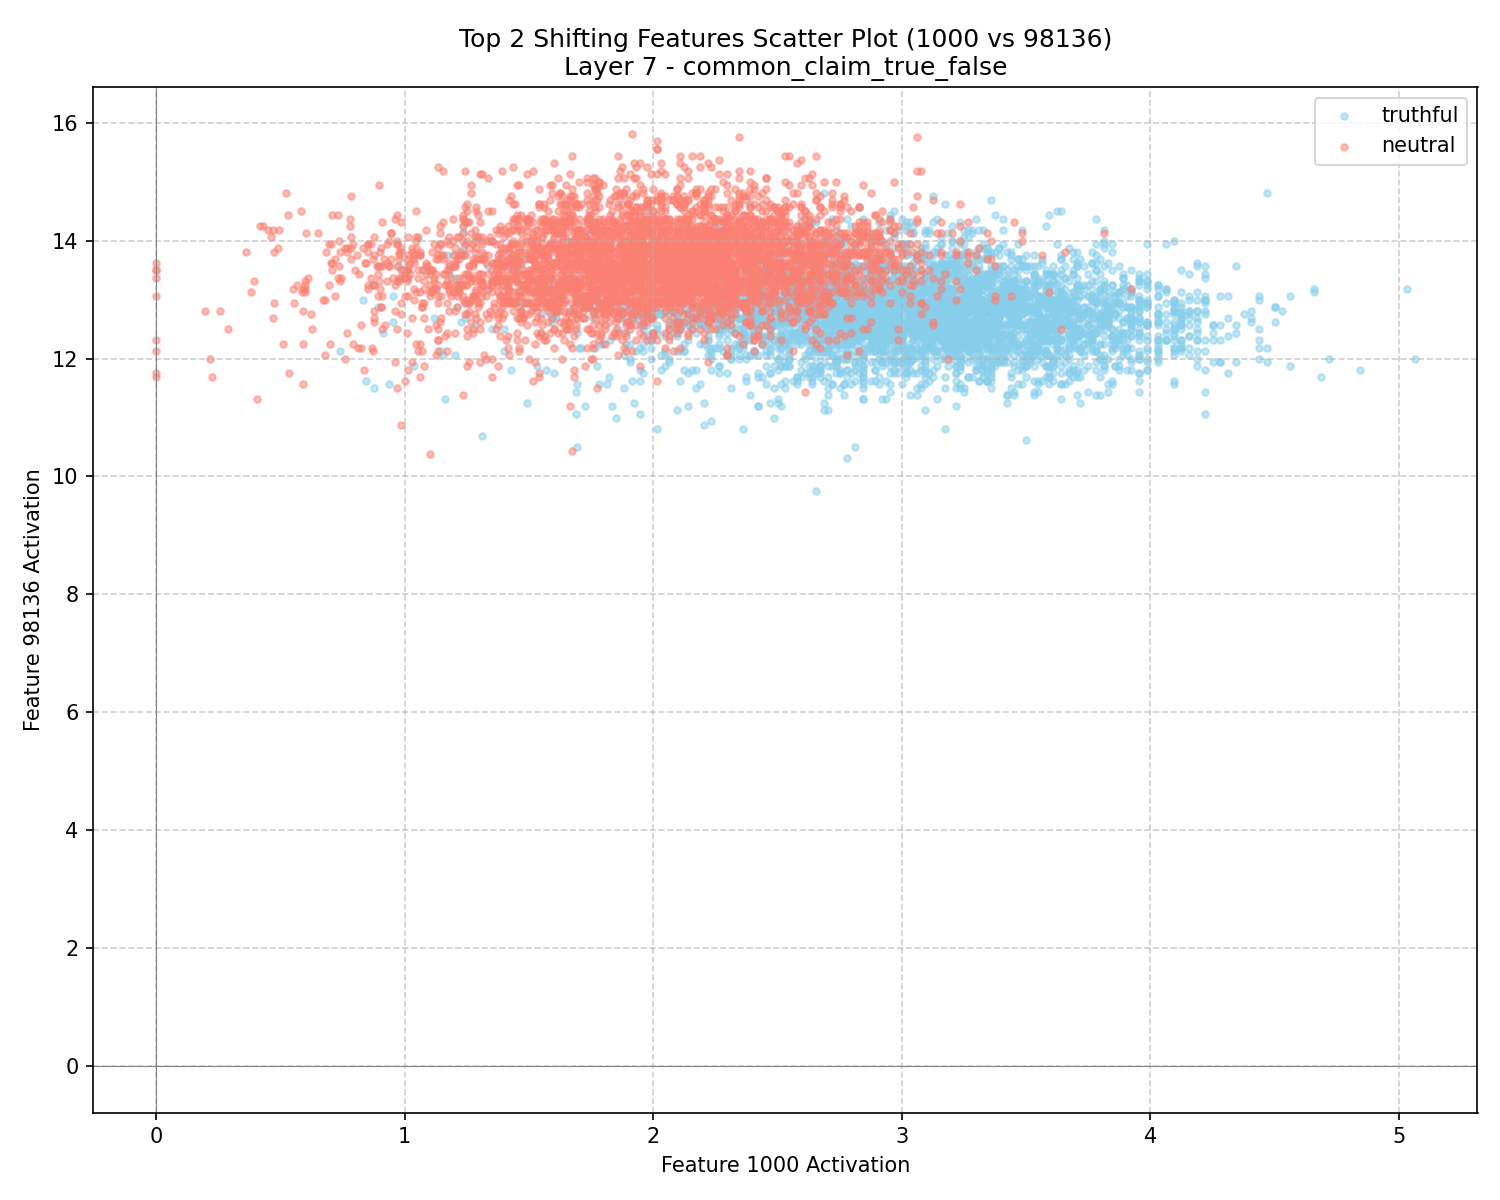 Top 2 Shifting Features Scatter Plot (1000 vs 98136)
Layer 7 - common_claim_true_false
truthful
neutral
16
14
12
10
8
6
4
2
0
Feature 98136 Activation
0
1
2
3
4
5
Feature 1000 Activation